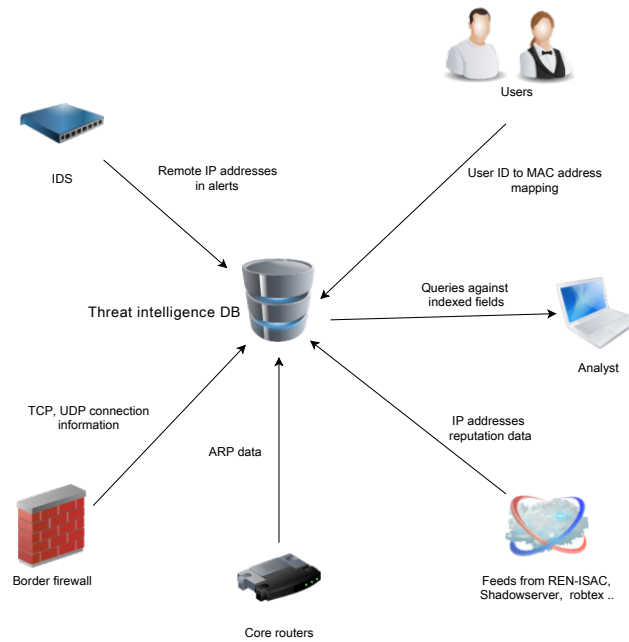 Users
IDS
Remote IP addresses
in alerts
User ID to MAC address
mapping
Threat intelligence DB
Queries against
indexed fields
Analyst
TCP, UDP connection
information
ARP data
IP addresses
reputation data
Border firewall
Core routers
Feeds from REN-ISAC,
Shadowserver, robtex ..